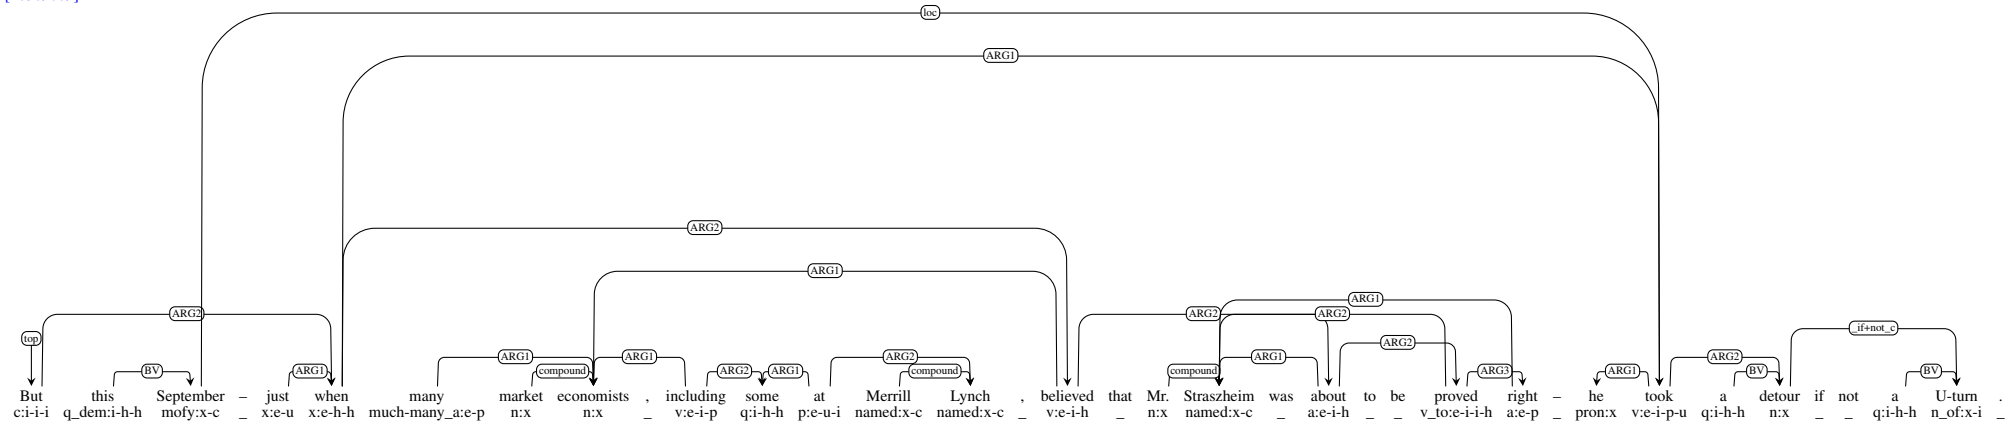 loc
ARG1
ARG2
ARG1
ARG1
ARG2 ARG2 ARG2
_if+not_c
top
ARG2
ARG1 ARG1 ARG2 ARG2
BV ARG1 compound ARG2 ARG1 compound compound ARG1 ARG3 ARG1 BV BV
But this September – just when many market economists , including some at Merrill Lynch , believed that Mr. Straszheim was about to be proved right – he took a detour if not a U-turn .
c:i-i-i q_dem:i-h-h mofy:x-c _ x:e-u x:e-h-h much-many_a:e-p n:x n:x _ v:e-i-p q:i-h-h p:e-u-i named:x-c named:x-c _ v:e-i-h _ n:x named:x-c _ a:e-i-h _ _ v_to:e-i-i-h a:e-p _ pron:x v:e-i-p-u q:i-h-h n:x _ _ q:i-h-h n_of:x-i _